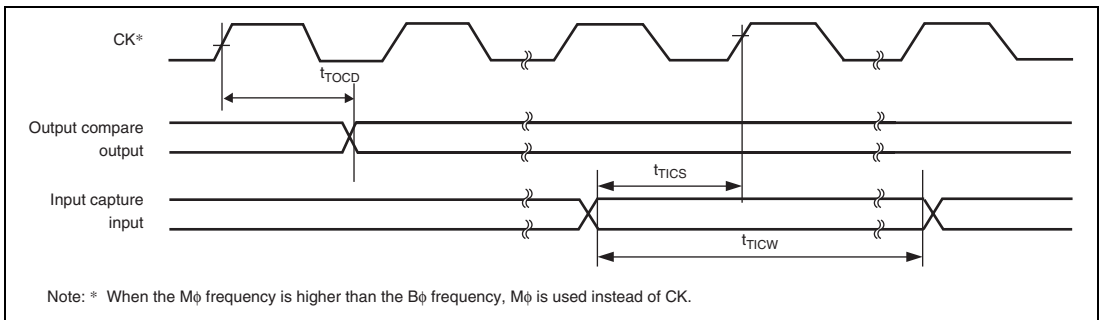 CK*
tTOCD
Output compare
output
tTICS
Input capture
input
tTICW
Note: * When the Mϕ frequency is higher than the Bϕ frequency, Mϕ is used instead of CK.